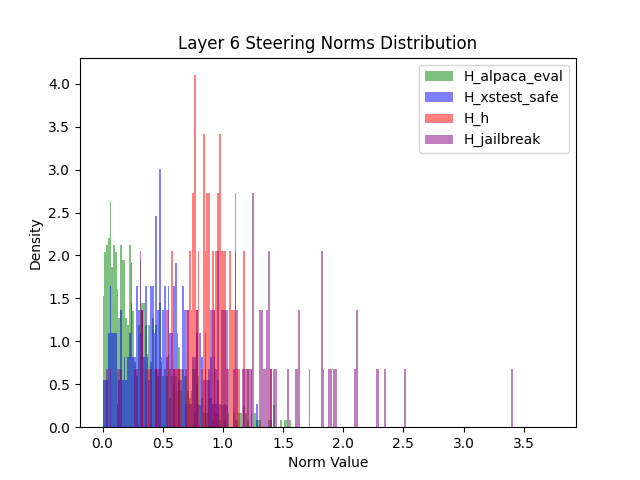 Layer 6 Steering Norms Distribution
H_alpaca_eval
H_xstest_safe
H_h
H_jailbreak
Density
4.0
3.5
3.0
2.5
2.0
1.5
1.0
0.5
0.0
0.0 0.5 1.0 1.5 2.0 2.5 3.0 3.5
Norm Value